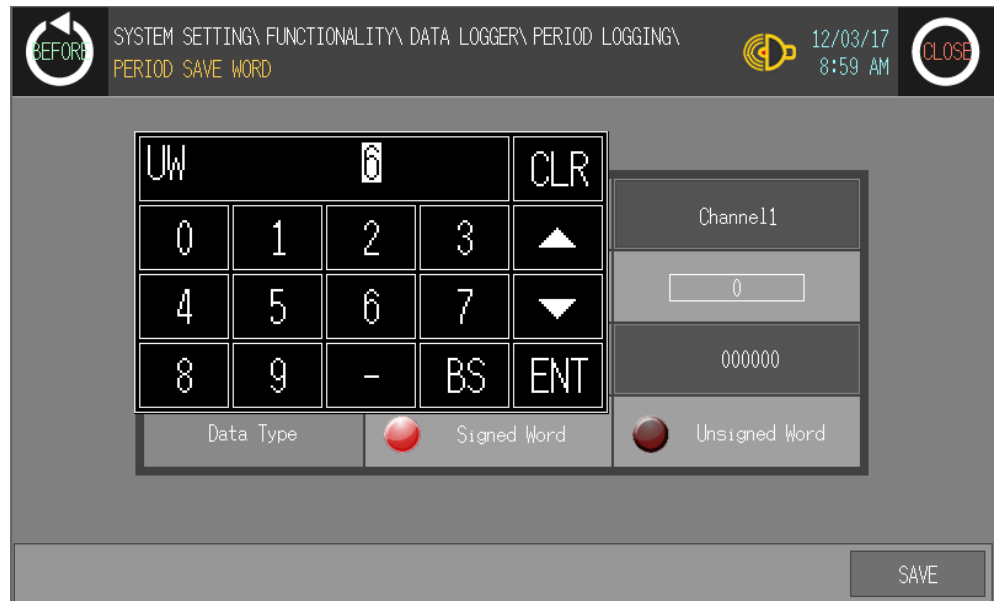 BEFORE
SYSTEM SETTING\ FUNCTIONALITY\ DATA LOGGER\ PERIOD LOGGING\
PERIOD SAVE WORD
12/03/17
8:59 AM
CLOSE
UW 6 CLR
0 1 2 3
4 5 6 7
8 9 - BS ENT
Channel1
0
000000
Data Type Signed Word Unsigned Word
SAVE